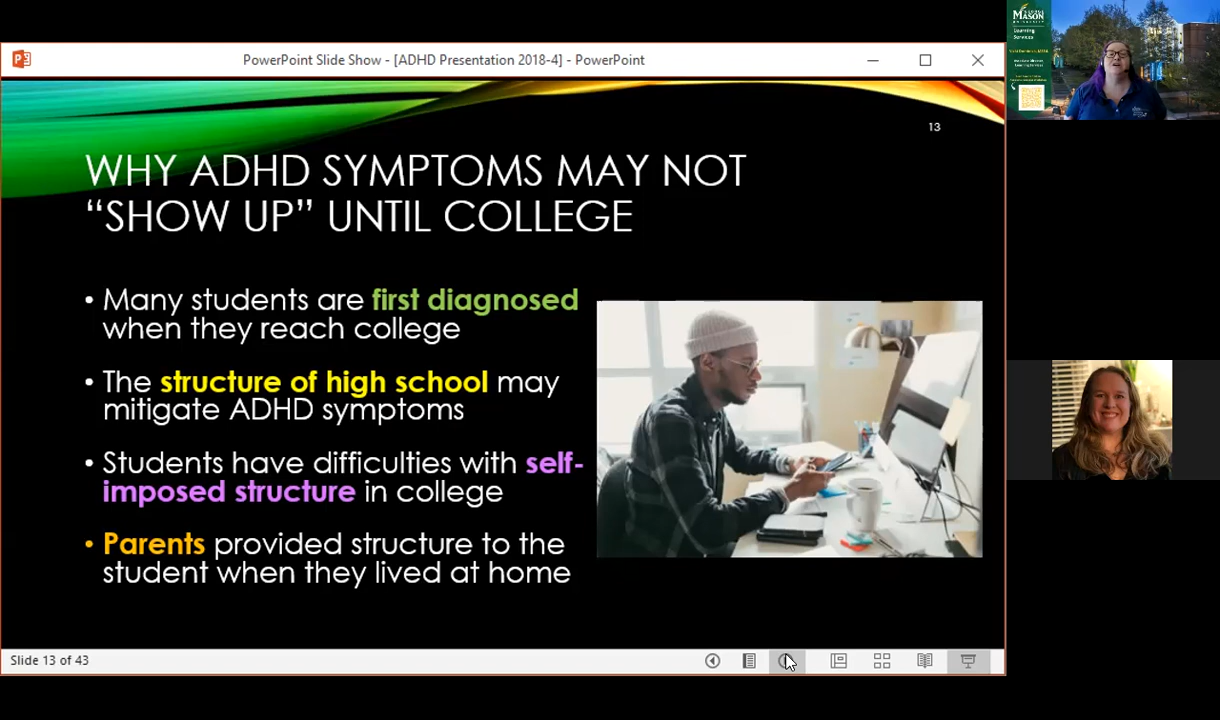 PowerPoint Slide Show - [ADHD Presentation 2018-4] - PowerPoint
13
WHY ADHD SYMPTOMS MAY NOT
“SHOW UP” UNTIL COLLEGE
• Many students are first diagnosed
when they reach college
• The structure of high school may
mitigate ADHD symptoms
• Students have difficulties with self-
imposed structure in college
• Parents provided structure to the
student when they lived at home
Slide 13 of 43
MASON
Learning
Services